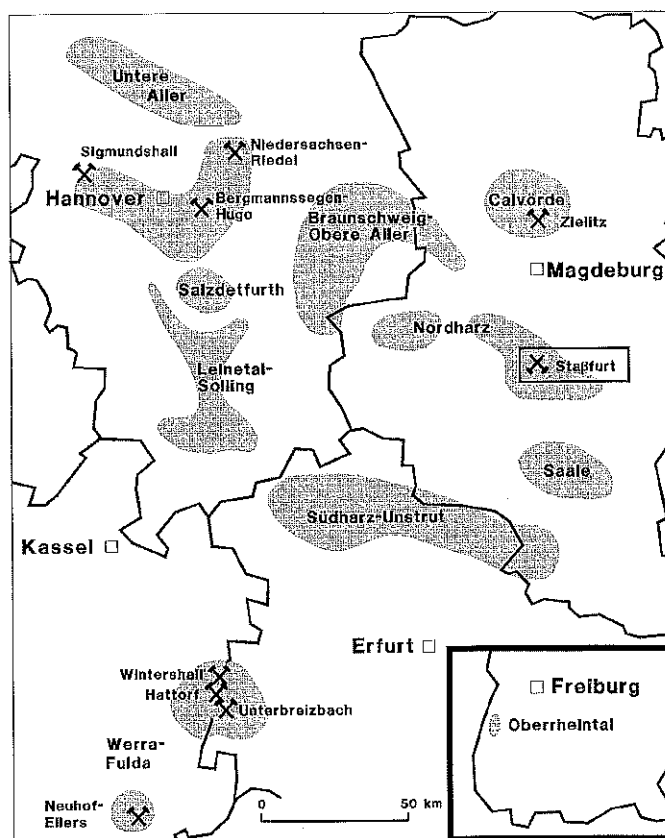 Untere
Aller
Sigmundshall
Niedersachsen-
Riedel
Hannover
Bergmannssegen-
Hugo
Braunschweig-
Obere Aller
Calvörde
Zielitz
Magdeburg
Salzdetfurth
Nordharz
Leinetal-
Solling
Staßfurt
Saale
Südharz-Unstrut
Kassel
Erfurt
Wintershall
Hattorf
Unterbreizbach
Werra-
Fulda
Neuhof-
Ellers
0 50 km
Freiburg
Oberrheintal